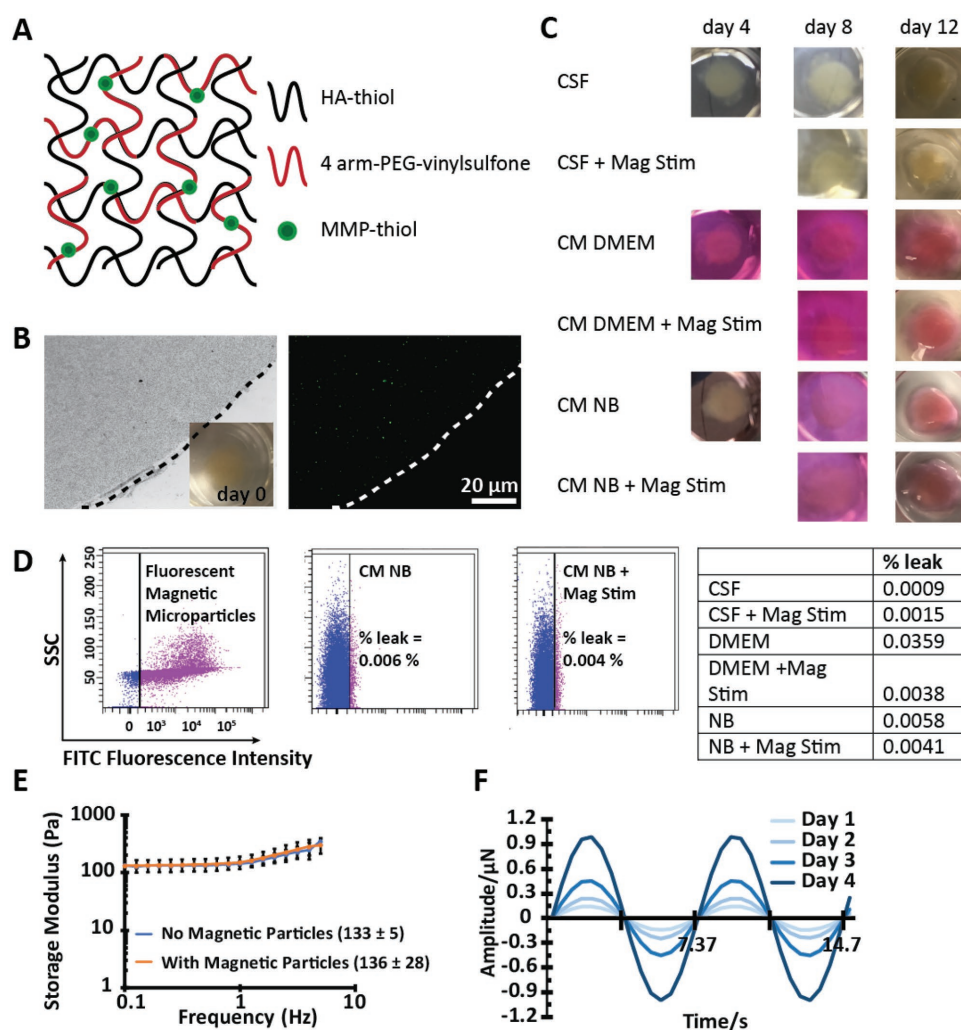 A
HA-thiol
4 arm-PEG-vinylsulfone
MMP-thiol
B
day 0
20 µm
C
day 4 day 8 day 12
CSF
CSF + Mag Stim
CM DMEM
CM DMEM + Mag Stim
CM NB
CM NB + Mag Stim
D
SSC
250
200
150
100
50
0 10³ 10⁴ 10⁵
FITC Fluorescence Intensity
Fluorescent
Magnetic
Microparticles
CM NB
% leak =
0.006 %
CM NB +
Mag Stim
% leak =
0.004 %
% leak
CSF 0.0009
CSF + Mag Stim 0.0015
DMEM 0.0359
DMEM +Mag
Stim 0.0038
NB 0.0058
NB + Mag Stim 0.0041
E
Storage Modulus (Pa)
1000
100
10
1
0.1 1 10
Frequency (Hz)
No Magnetic Particles (133 ± 5)
With Magnetic Particles (136 ± 28)
F
Amplitude/µN
1.2
0.9
0.6
0.3
0
-0.3
-0.6
-0.9
-1.2
7.37 14.7
Time/s
Day 1
Day 2
Day 3
Day 4